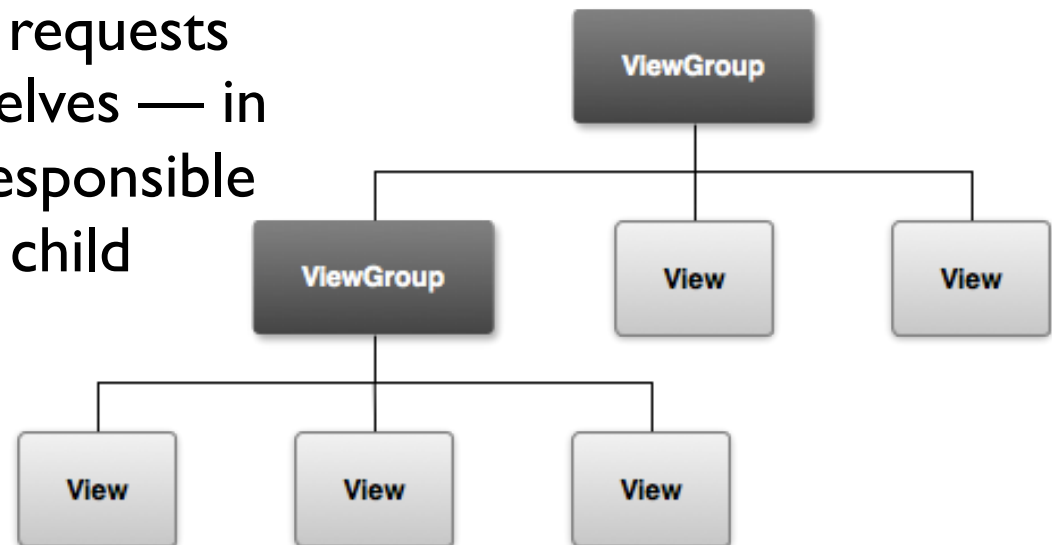 requests
elves — in
esponsible
child
ViewGroup
ViewGroup
View
View
View
View
View